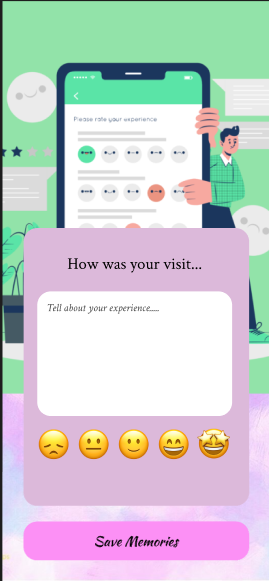 Please rate your experience
How was your visit...
Tell about your experience.....
Save Memories